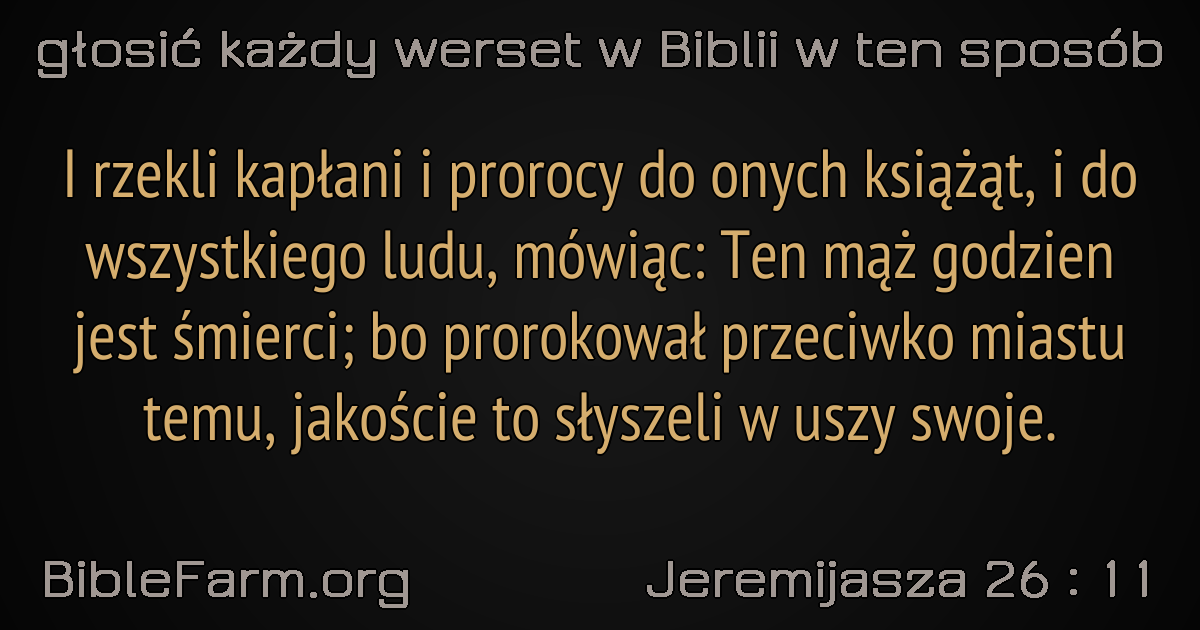 głosić każdy werset w Biblii w ten sposób
I rzekli kapłani i prorocy do onych książąt, i do
wszystkiego ludu, mówiąc: Ten mąż godzien
jest śmierci; bo prorokował przeciwko miastu
temu, jakoście to słyszeli w uszy swoje.
BibleFarm.org
Jeremijasza 26 : 11